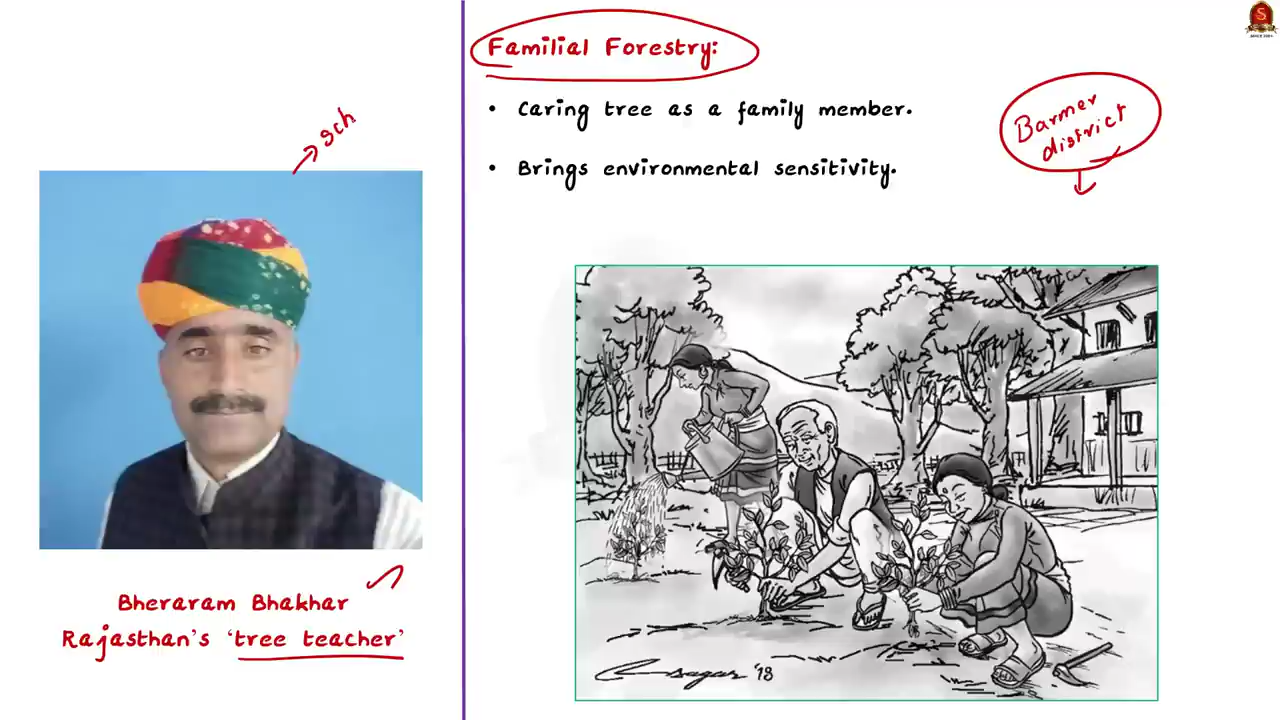 Familial Forestry:
• Caring tree as a family member.
• Brings environmental sensitivity.
Barmer
district
sch
Bheraram Bhakhar
Rajasthan's 'tree teacher'
sagar '18